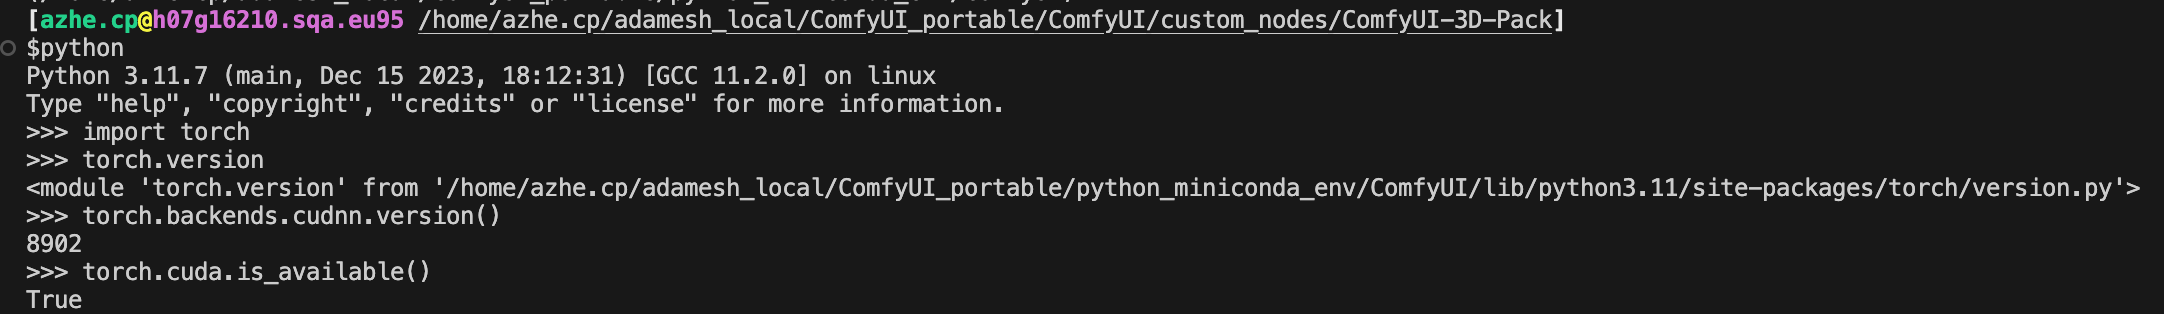 [azhe.cp@h07g16210.sqa.eu95 /home/azhe.cp/adamesh_local/ComfyUI_portable/ComfyUI/custom_nodes/ComfyUI-3D-Pack]
$python
Python 3.11.7 (main, Dec 15 2023, 18:12:31) [GCC 11.2.0] on linux
Type "help", "copyright", "credits" or "license" for more information.
>>> import torch
>>> torch.version
<module 'torch.version' from '/home/azhe.cp/adamesh_local/ComfyUI_portable/python_miniconda_env/ComfyUI/lib/python3.11/site-packages/torch/version.py'>
>>> torch.backends.cudnn.version()
8902
>>> torch.cuda.is_available()
True